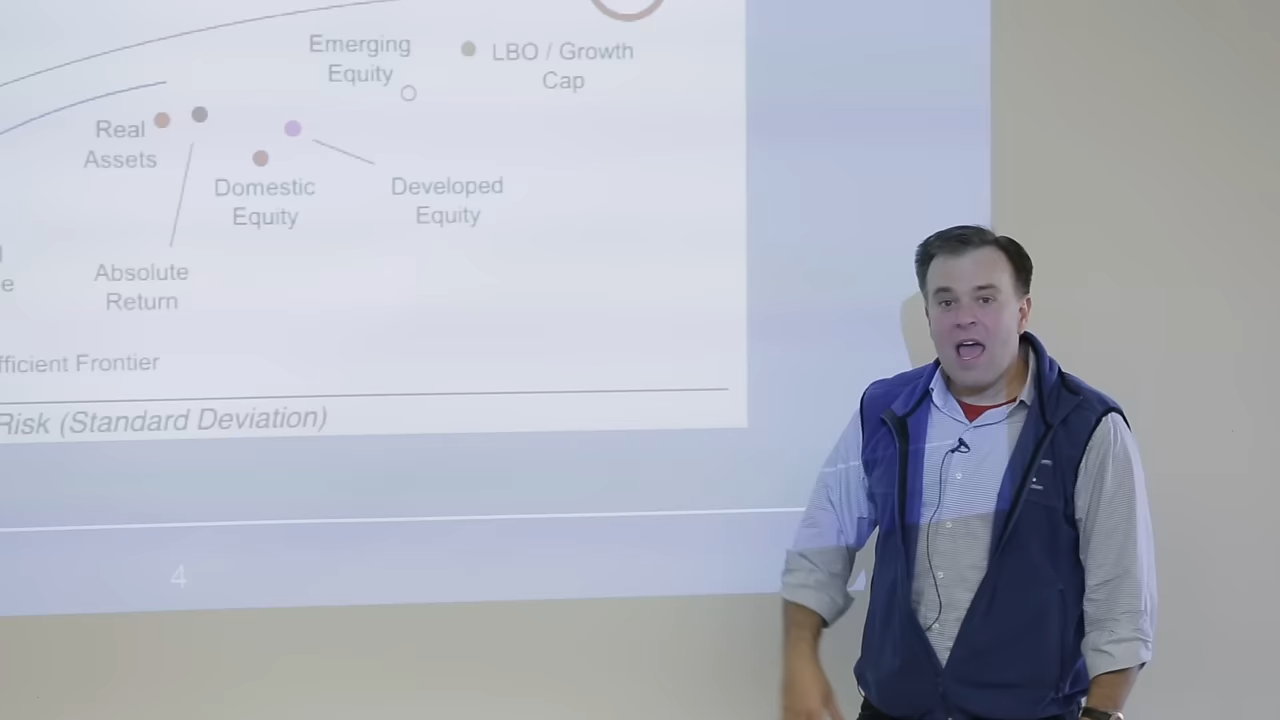 Emerging
Equity
LBO / Growth
Cap
Real
Assets
Domestic
Equity
Developed
Equity
Absolute
Return
fficient Frontier
Risk (Standard Deviation)
4